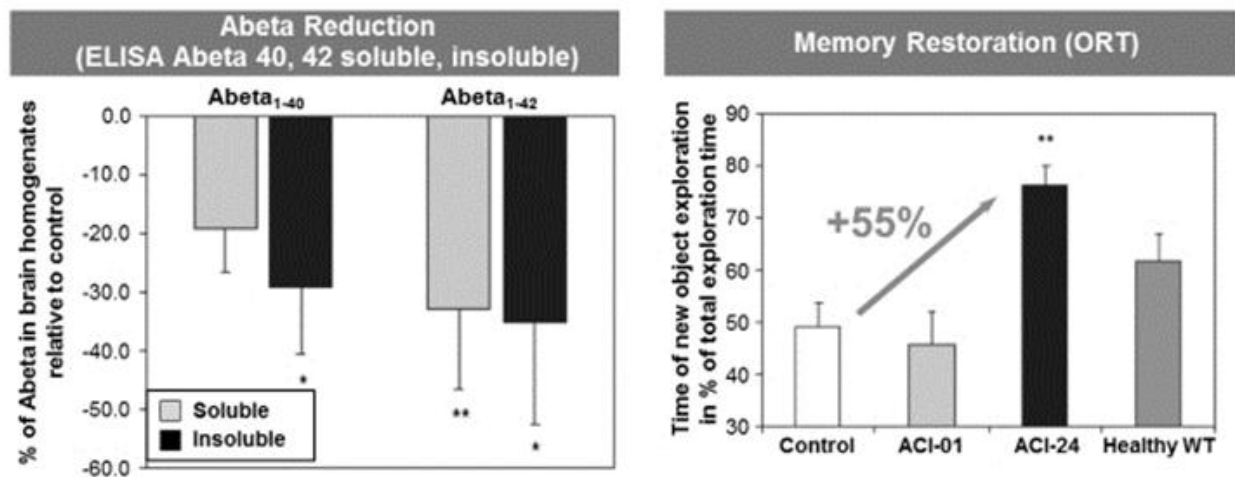 Abeta Reduction
(ELISA Abeta 40, 42 soluble, insoluble)
% of Abeta in brain homogenates
relative to control
Abeta1-40
Abeta1-42
0.0
-10.0
-20.0
-30.0
-40.0
-50.0
-60.0
*
**
*
Soluble
Insoluble
Memory Restoration (ORT)
Time of new object exploration
in % of total exploration time
90
80
70
60
50
40
30
+55%
**
Control
ACI-01
ACI-24
Healthy WT